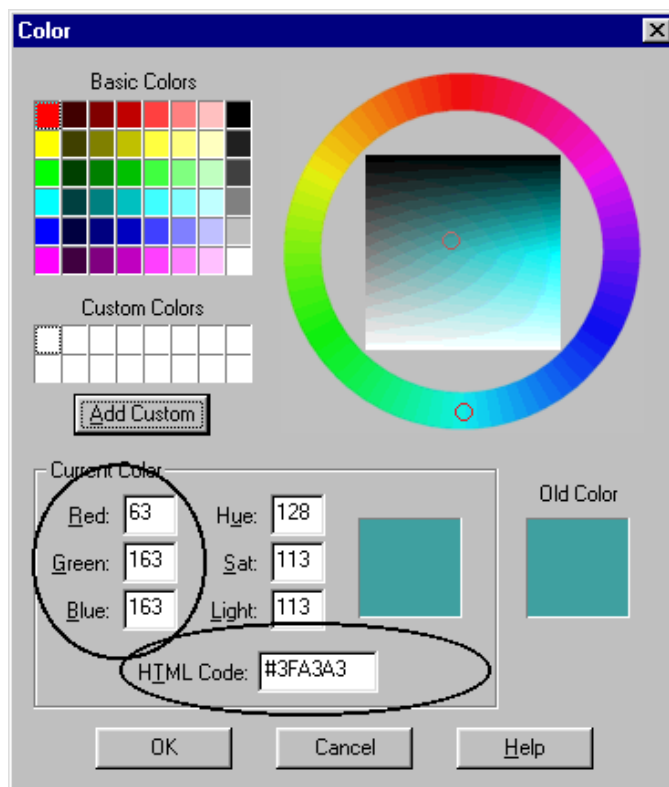 Color
Basic Colors
Custom Colors
Add Custom
Current Color
Red: 63 Hue: 128
Green: 163 Sat: 113
Blue: 163 Light: 113
HTML Code: #3FA3A3
Old Color
OK Cancel Help